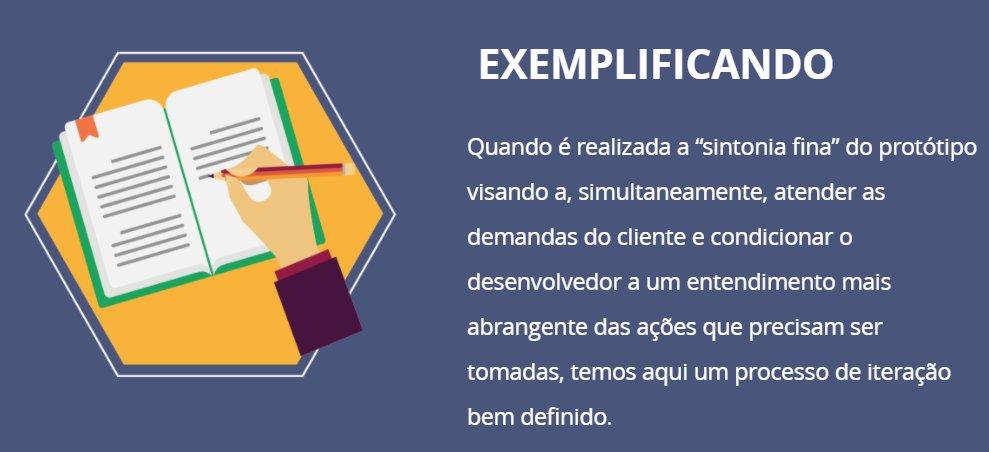 EXEMPLIFICANDO
Quando é realizada a “sintonia fina” do protótipo
visando a, simultaneamente, atender as
demandas do cliente e condicionar o
desenvolvedor a um entendimento mais
abrangente das ações que precisam ser
tomadas, temos aqui um processo de iteração
bem definido.